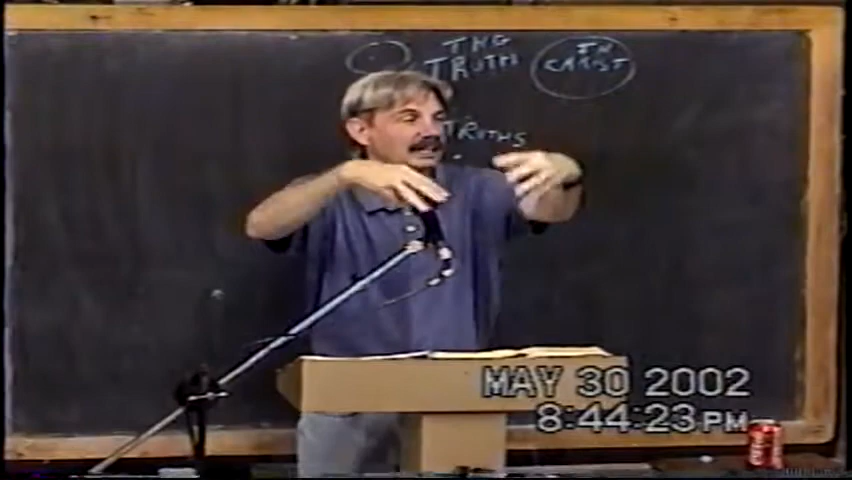 THE
TRUTH
IN
CHRIST
TRUTHS
MAY 30 2002
8:44:23 PM